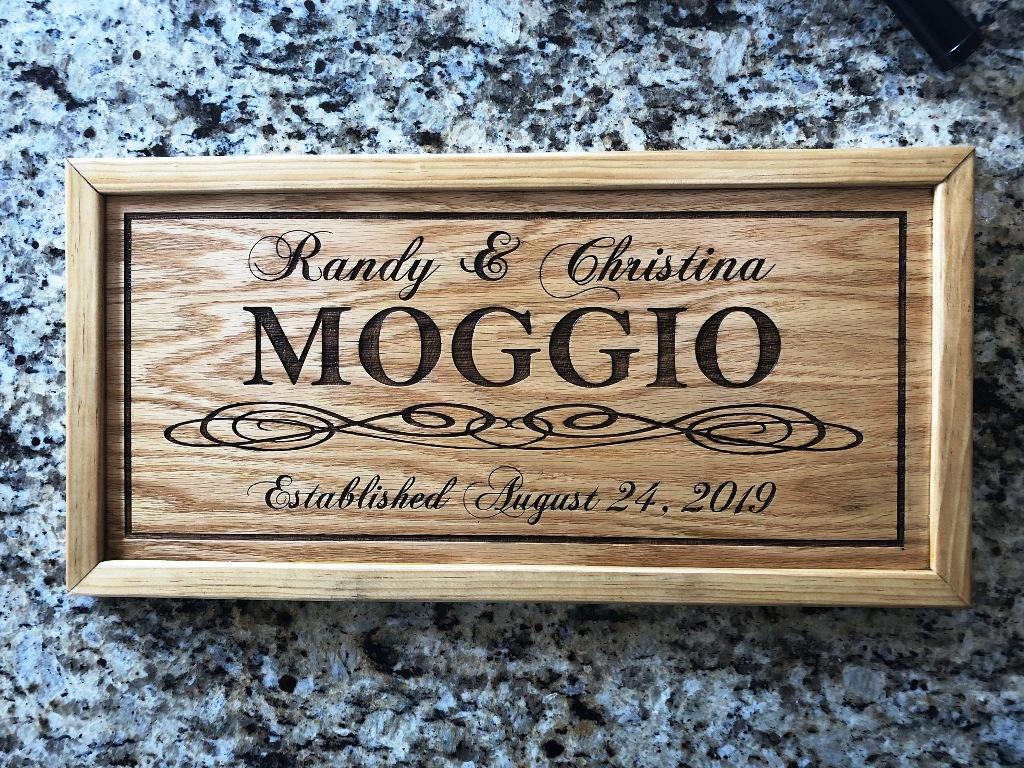 Randy & Christina
MOGGIO
Established August 24, 2019